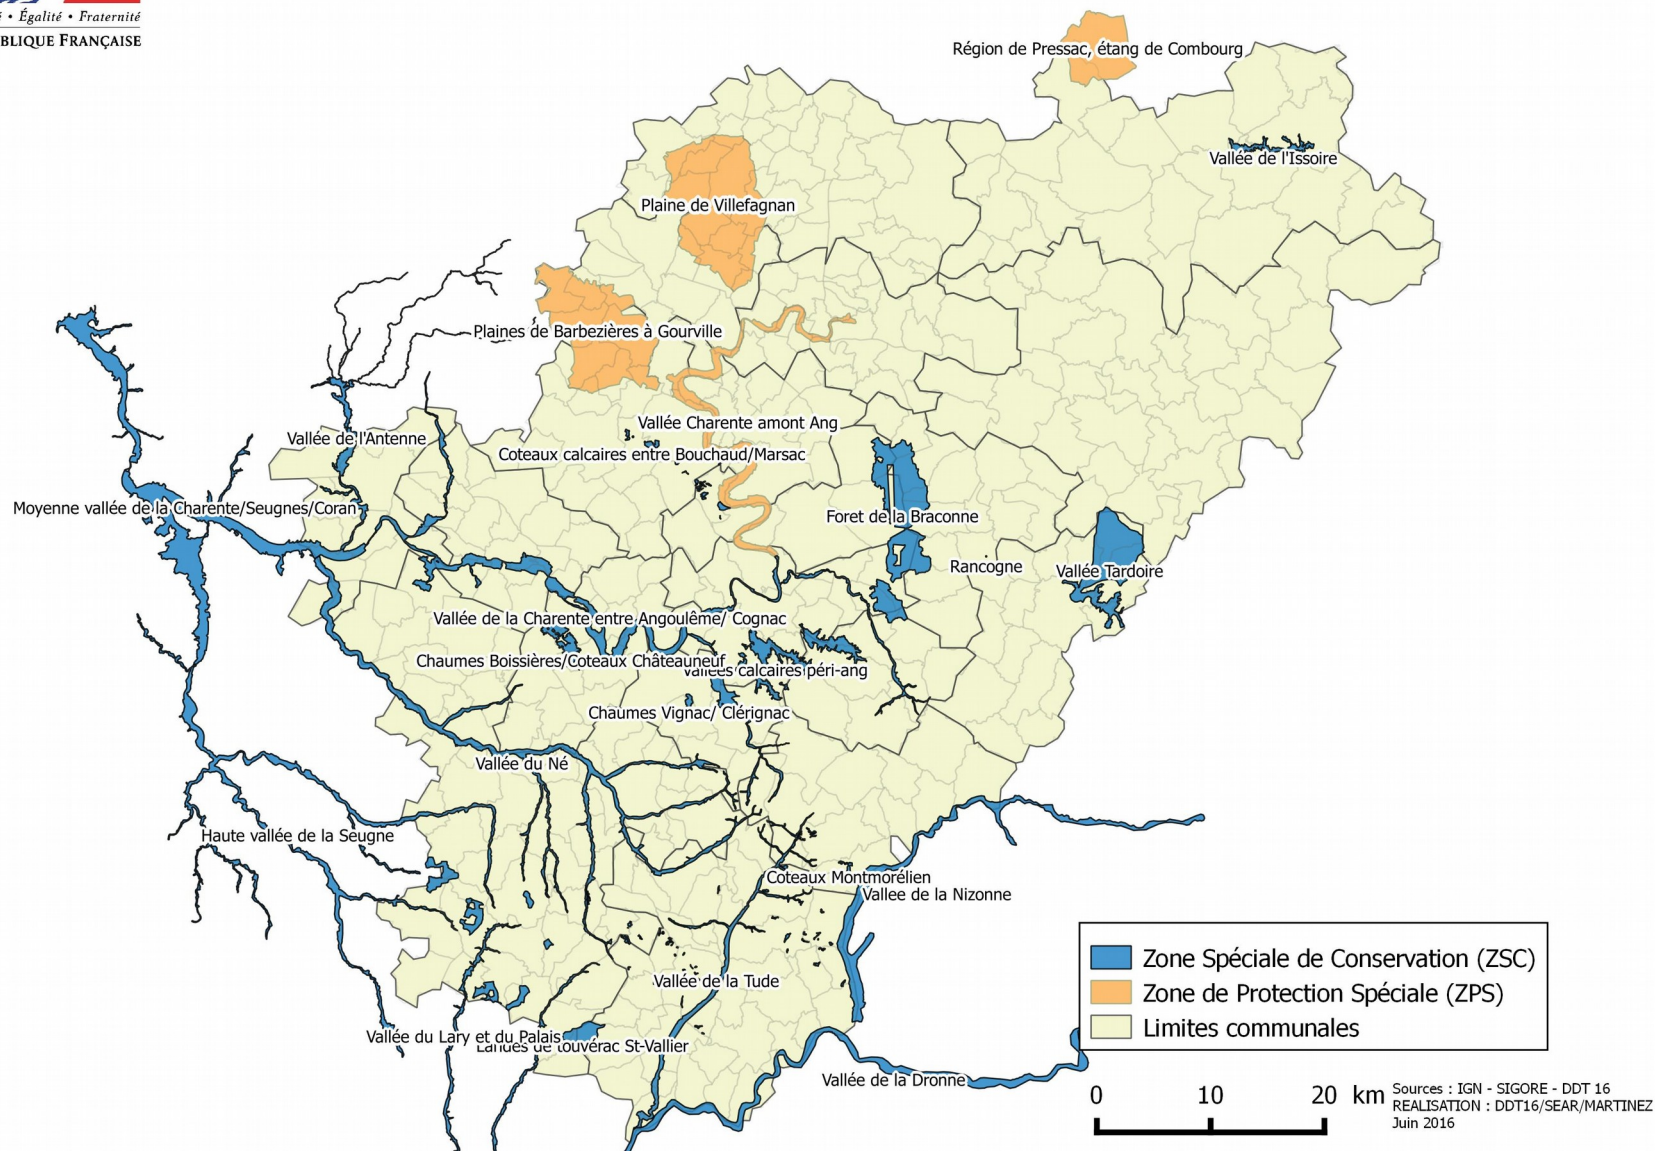 • Égalité • Fraternité
BLIQUE FRANÇAISE
Région de Pressac, étang de Combourg
Vallée de l'Issoire
Plaine de Villefagnan
Plaines de Barbezières à Gourville
Vallée Charente amont Ang
Vallée de l'Antenne
Coteaux calcaires entre Bouchaud/Marsac
Moyenne vallée de la Charente/Seugnes/Coran
Foret de la Braconne
Rancogne
Vallée Tardoire
Vallée de la Charente entre Angoulême/ Cognac
Chaumes Boissières/Coteaux Châteauneuf
Vallées calcaires péri-ang
Chaumes Vignac/ Clérignac
Vallée du Né
Haute vallée de la Seugne
Coteaux Montmorélien
Vallee de la Nizonne
Vallée de la Tude
Vallée du Lary et du Palais
Landes de touvérac St-Vallier
Vallée de la Dronne
Zone Spéciale de Conservation (ZSC)
Zone de Protection Spéciale (ZPS)
Limites communales
0 10 20 km
Sources : IGN - SIGORE - DDT 16
REALISATION : DDT16/SEAR/MARTINEZ
Juin 2016